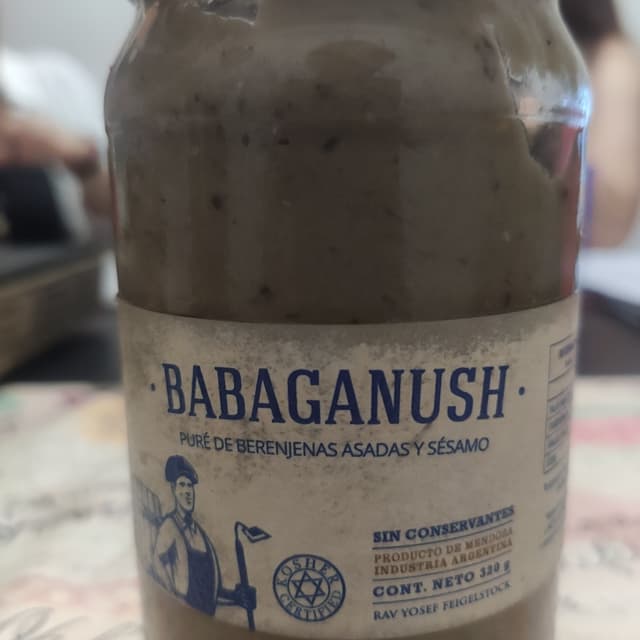 ·BABAGANUSH·
PURÉ DE BERENJENAS ASADAS Y SÉSAMO
SIN CONSERVANTES
PRODUCTO DE MENDOZA
INDUSTRIA ARGENTINA
CONT. NETO 320 g
RAV YOSEF FEIGELSTOCK
KOSHER
CERTIFIED